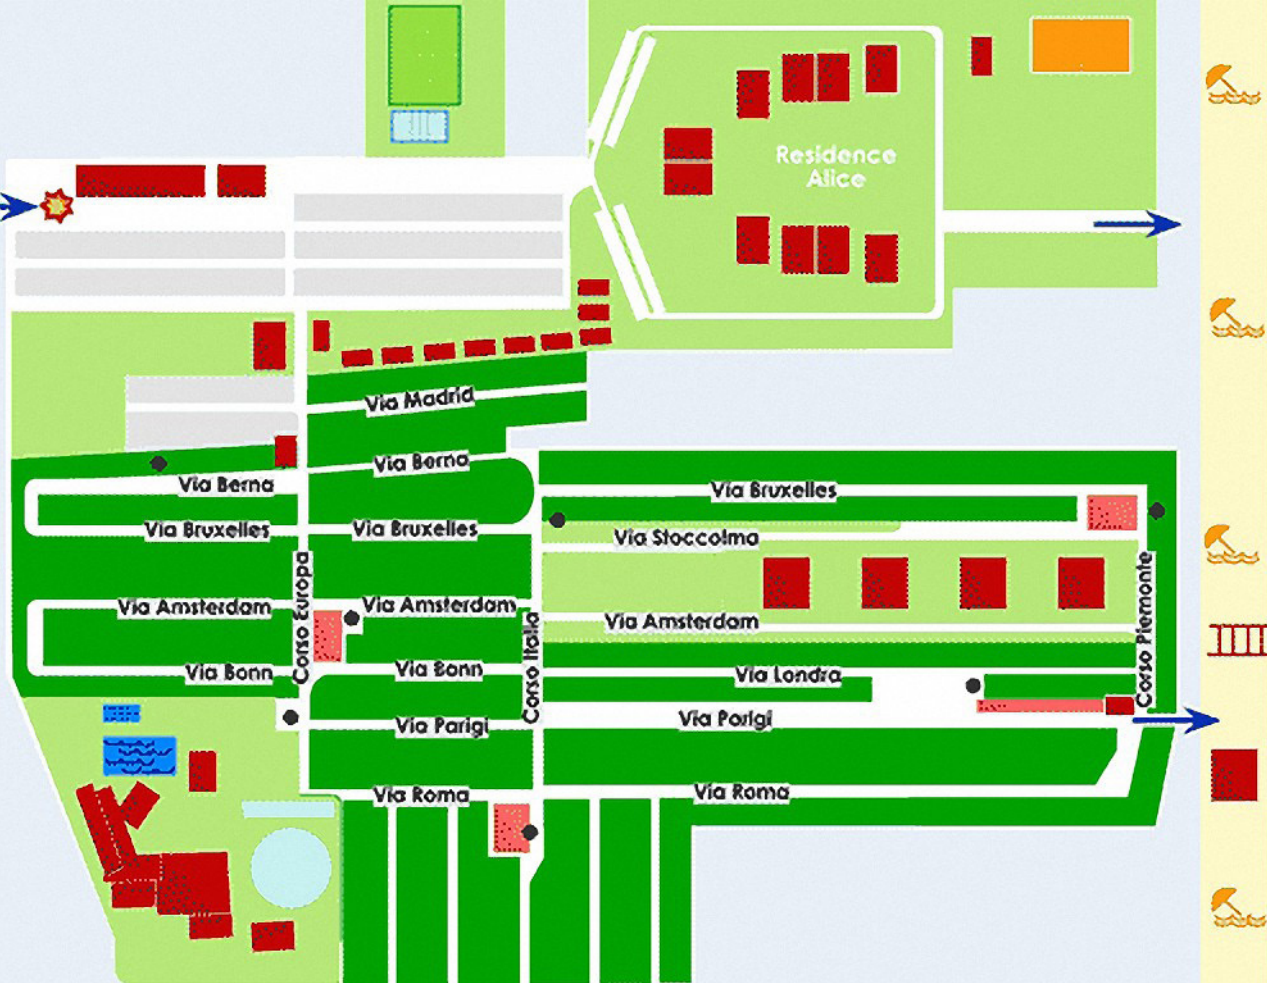 Residence
Alice
Via Madrid
Via Berna
Via Berna
Via Bruxelles
Via Bruxelles
Via Bruxelles
Via Stoccolma
Corso Europa
Via Amsterdam
Via Amsterdam
Corso Italia
Via Amsterdam
Corso Piemonte
Via Bonn
Via Bonn
Via Londra
Via Parigi
Via Parigi
Via Roma
Via Roma